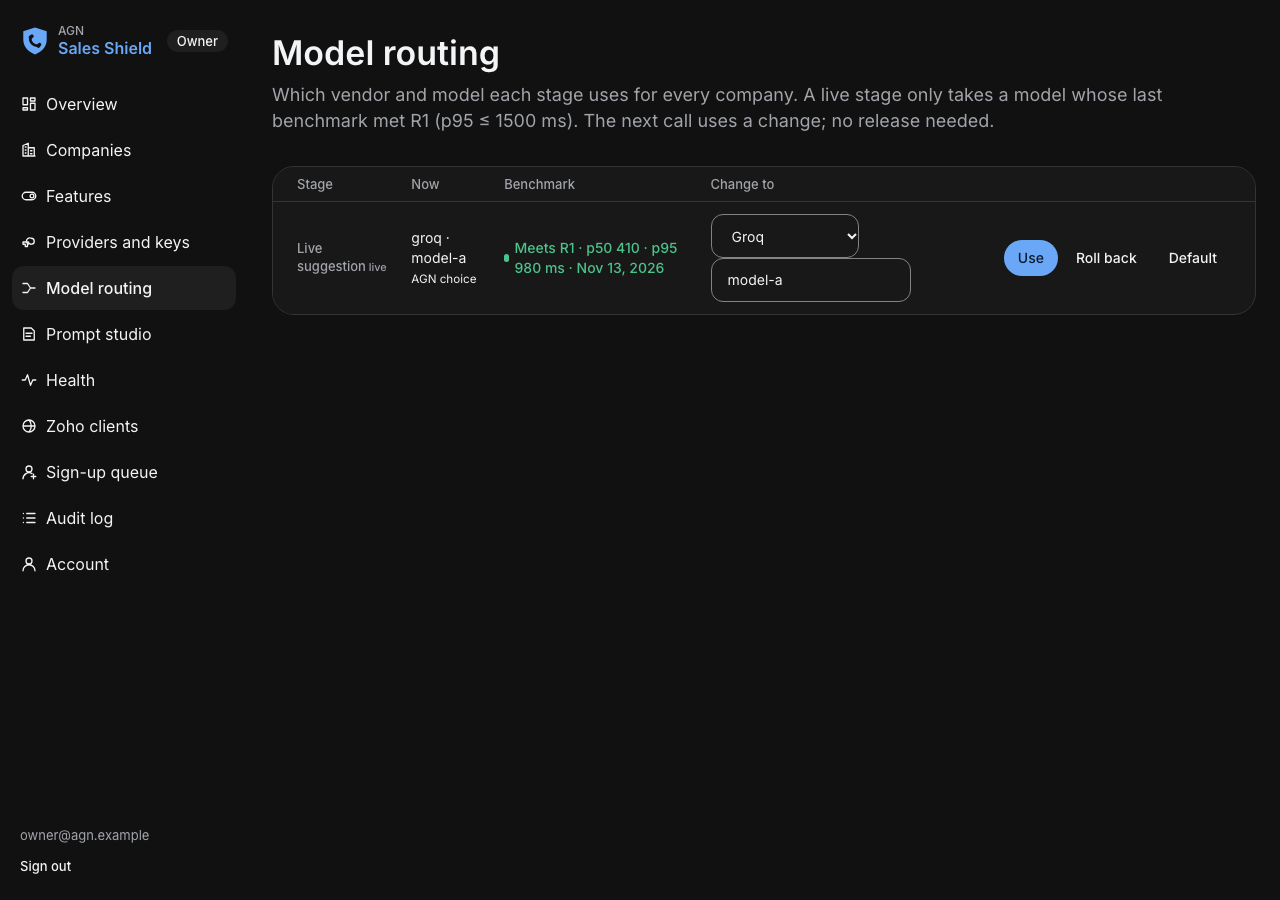 AGN
Sales Shield
Owner
Overview
Companies
Features
Providers and keys
Model routing
Prompt studio
Health
Zoho clients
Sign-up queue
Audit log
Account
owner@agn.example
Sign out
Model routing
Which vendor and model each stage uses for every company. A live stage only takes a model whose last
benchmark met R1 (p95 ≤ 1500 ms). The next call uses a change; no release needed.
Stage Now Benchmark Change to
Live
suggestion live
groq ·
model-a
AGN choice
Meets R1 · p50 410 · p95
980 ms · Nov 13, 2026
Groq
model-a
Use Roll back Default